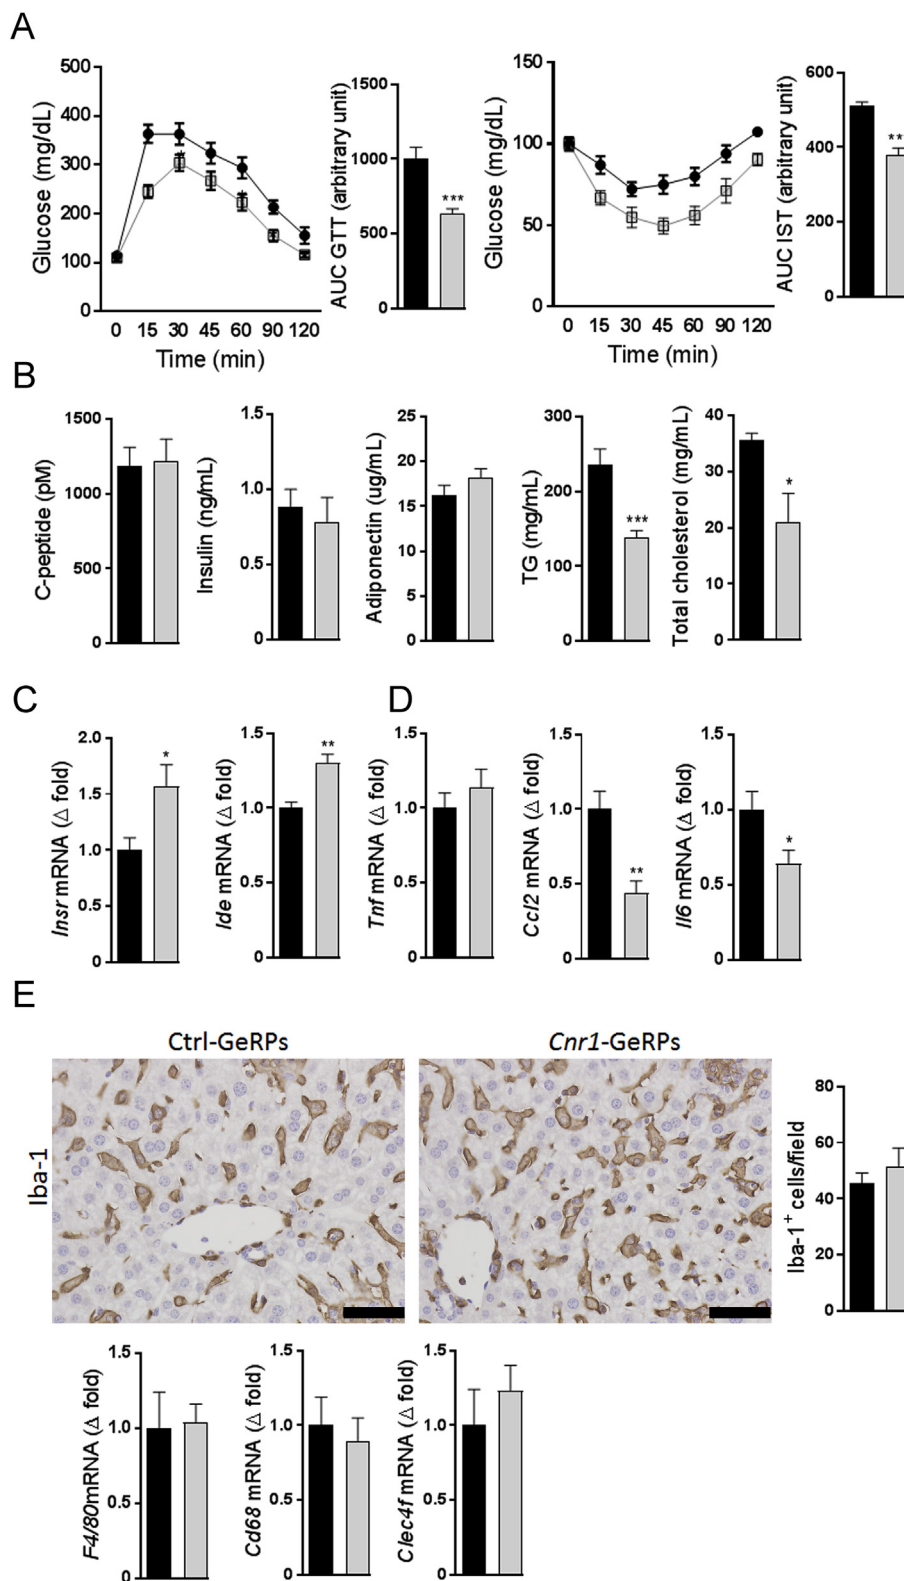 A
Glucose (mg/dL)
500
400
300
200
100
0
0 15 30 45 60 90 120
Time (min)
AUC GTT (arbitrary unit)
1500
1000
500
0
***
Glucose (mg/dL)
150
100
50
0
0 15 30 45 60 90 120
Time (min)
AUC IST (arbitrary unit)
600
400
200
0
***
B
C-peptide (pM)
1500
1000
500
0
Insulin (ng/mL)
1.5
1.0
0.5
0
Adiponectin (ug/mL)
25
20
15
10
5
0
TG (mg/mL)
300
200
100
0
***
Total cholesterol (mg/mL)
40
30
20
10
0
*
C
Insr mRNA (Δ fold)
2.0
1.5
1.0
0.5
0
*
Ide mRNA (Δ fold)
1.5
1.0
0.5
0
**
D
Tnf mRNA (Δ fold)
1.5
1.0
0.5
0
Ccl2 mRNA (Δ fold)
1.5
1.0
0.5
0
**
Il6 mRNA (Δ fold)
1.5
1.0
0.5
0
*
E
Ctrl-GeRPs
Cnr1-GeRPs
Iba-1
Iba-1+ cells/field
80
60
40
20
0
F4/80mRNA (Δ fold)
1.5
1.0
0.5
0
Cd68 mRNA (Δ fold)
1.5
1.0
0.5
0
Clec4f mRNA (Δ fold)
1.5
1.0
0.5
0